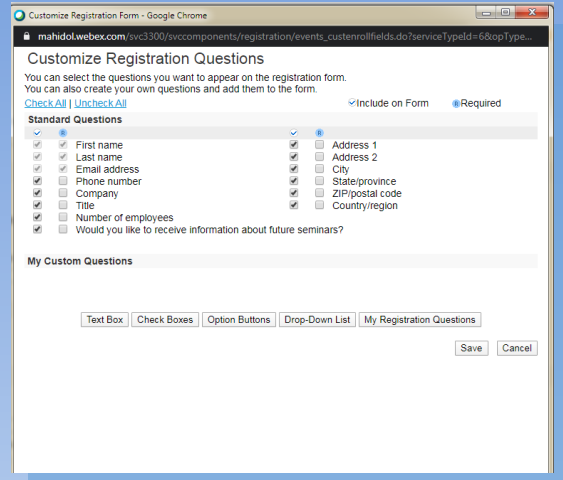 Customize Registration Form - Google Chrome
mahidol.webex.com/svc3300/svccomponents/registration/events_custenrollfields.do?serviceTypeId=6&opType...
Customize Registration Questions
You can select the questions you want to appear on the registration form.
You can also create your own questions and add them to the form.
Check All | Uncheck All
Include on Form
Required
Standard Questions
First name
Last name
Email address
Phone number
Company
Title
Number of employees
Would you like to receive information about future seminars?
Address 1
Address 2
City
State/province
ZIP/postal code
Country/region
My Custom Questions
Text Box Check Boxes Option Buttons Drop-Down List My Registration Questions
Save Cancel